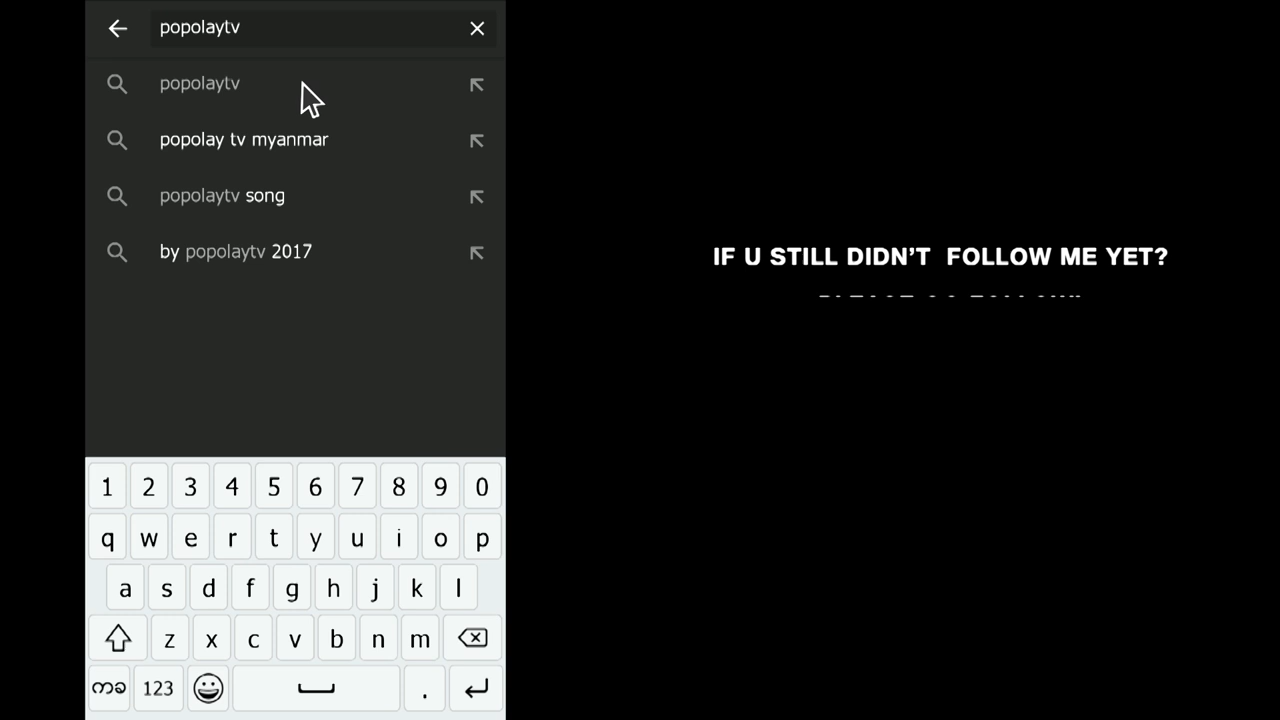 popolaytv
popolaytv
popolay tv myanmar
popolaytv song
by popolaytv 2017
IF U STILL DIDN'T FOLLOW ME YET?
1 2 3 4 5 6 7 8 9 0
q w e r t y u i o p
a s d f g h j k l
z x c v b n m
ကခ 123 .